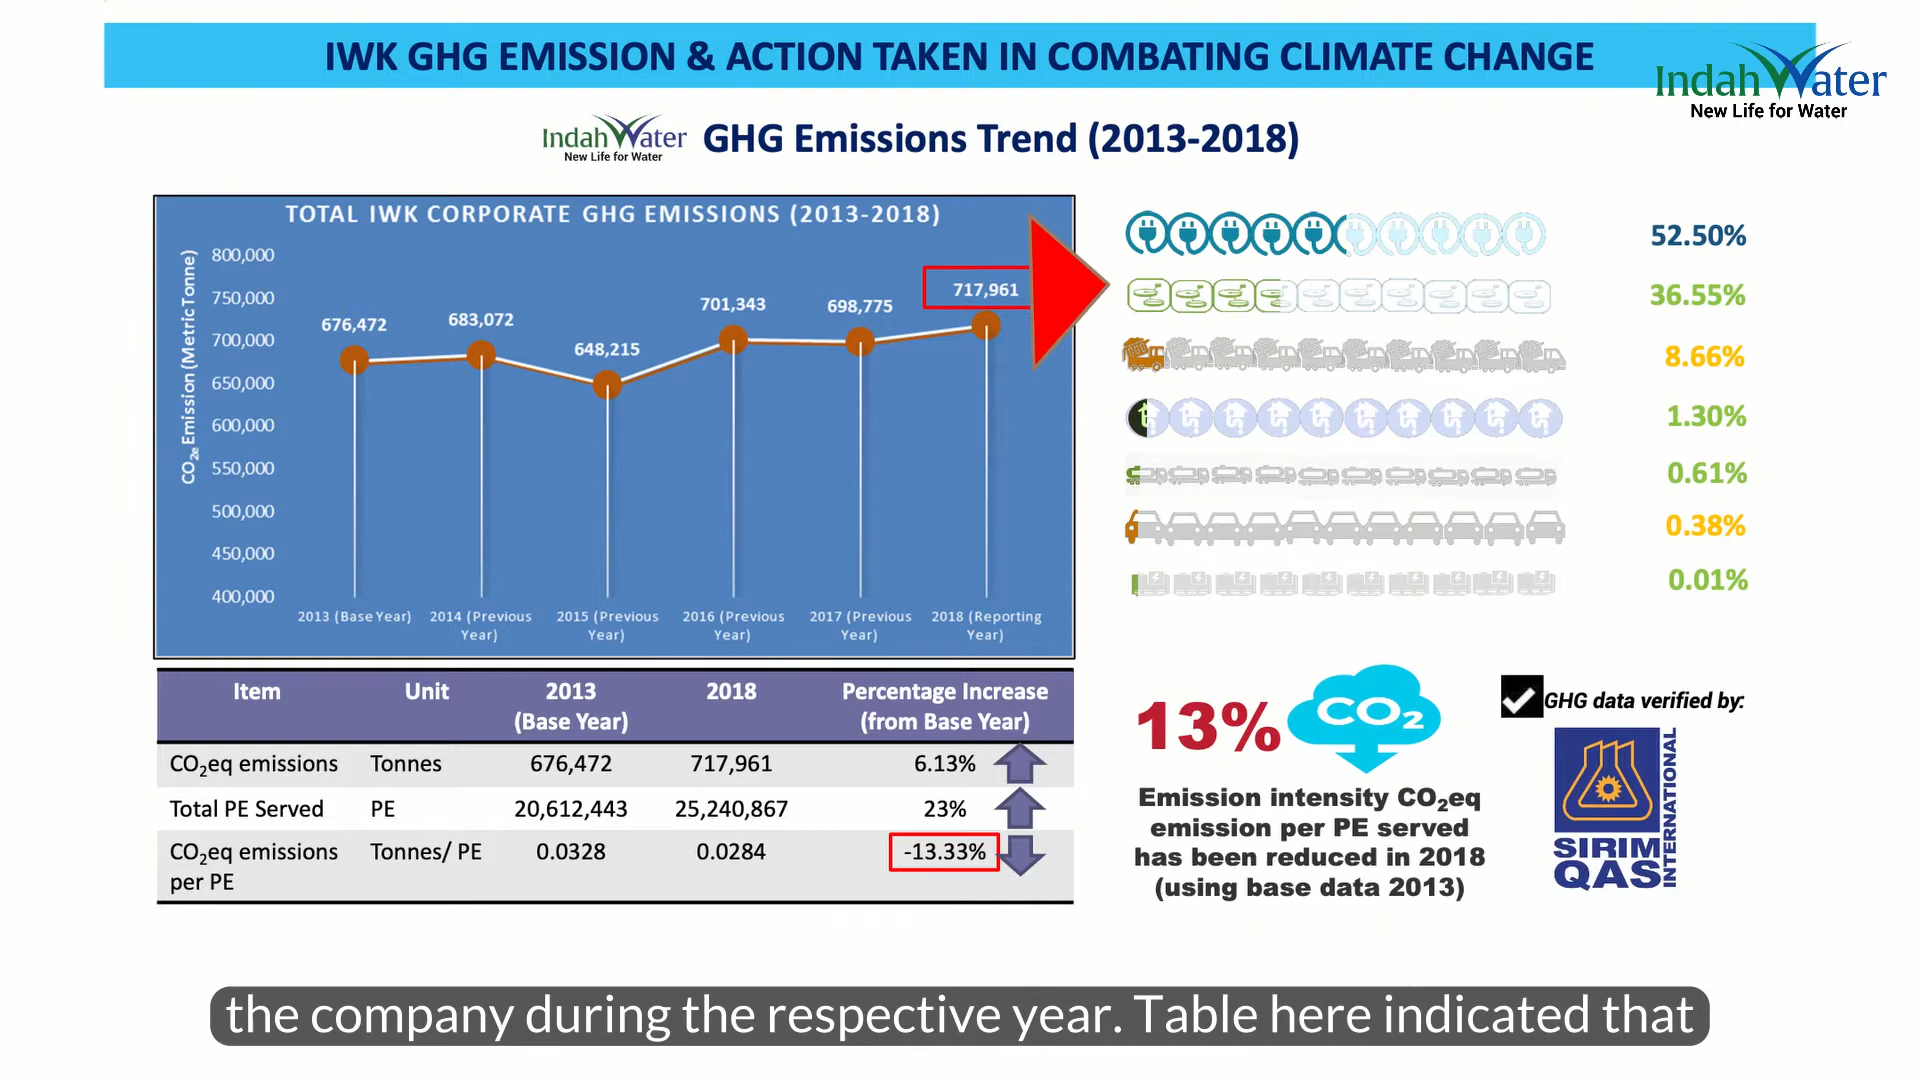 IWK GHG EMISSION & ACTION TAKEN IN COMBATING CLIMATE CHANGE
IndahWater
New Life for Water
IndahWater
New Life for Water
GHG Emissions Trend (2013-2018)
TOTAL IWK CORPORATE GHG EMISSIONS (2013-2018)
CO2e Emission (Metric Tonne)
800,000
750,000
700,000
650,000
600,000
550,000
500,000
450,000
400,000
676,472
683,072
648,215
701,343
698,775
717,961
2013 (Base Year)
2014 (Previous
Year)
2015 (Previous
Year)
2016 (Previous
Year)
2017 (Previous
Year)
2018 (Reporting
Year)
52.50%
36.55%
8.66%
1.30%
0.61%
0.38%
0.01%
Item Unit 2013 2018 Percentage Increase
(Base Year) (from Base Year)
CO2eq emissions Tonnes 676,472 717,961 6.13%
Total PE Served PE 20,612,443 25,240,867 23%
CO2eq emissions Tonnes/ PE 0.0328 0.0284 -13.33%
per PE
13%
CO2
Emission intensity CO2eq
emission per PE served
has been reduced in 2018
(using base data 2013)
GHG data verified by:
SIRIM
QAS
INTERNATIONAL
the company during the respective year. Table here indicated that